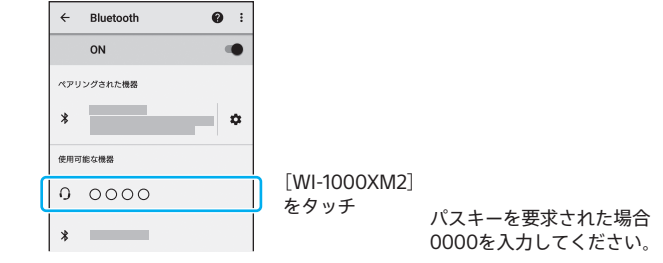 Bluetooth
ON
ペアリングされた機器
使用可能な機器
○○○○
[WI-1000XM2]
をタッチ
パスキーを要求された場合
0000を入力してください。